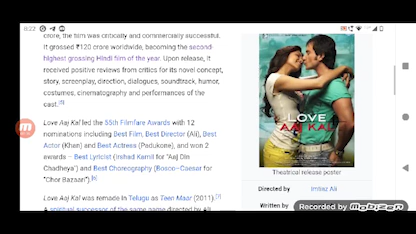 8:22
crore, the film was critically and commercially successful.
It grossed ₹120 crore worldwide, becoming the second-
highest grossing Hindi film of the year. Upon release, it
received positive reviews from critics for its novel concept,
story, screenplay, direction, dialogues, soundtrack, humor,
costumes, cinematography and performances of the
cast.[5]
Love Aaj Kal led the 55th Filmfare Awards with 12
nominations including Best Film, Best Director (Ali), Best
Actor (Khan) and Best Actress (Padukone), and won 2
awards – Best Lyricist (Irshad Kamil for "Aaj Din
Chadheya") and Best Choreography (Bosco–Caesar for
"Chor Bazaari").[6]
Love Aaj Kal was remade in Telugu as Teen Maar (2011).[7]
A spiritual successor of the same name directed by Ali
LOVE
AAJ KAL
Theatrical release poster
Directed by Imtiaz Ali
Written by
Recorded by
MOBIZEN